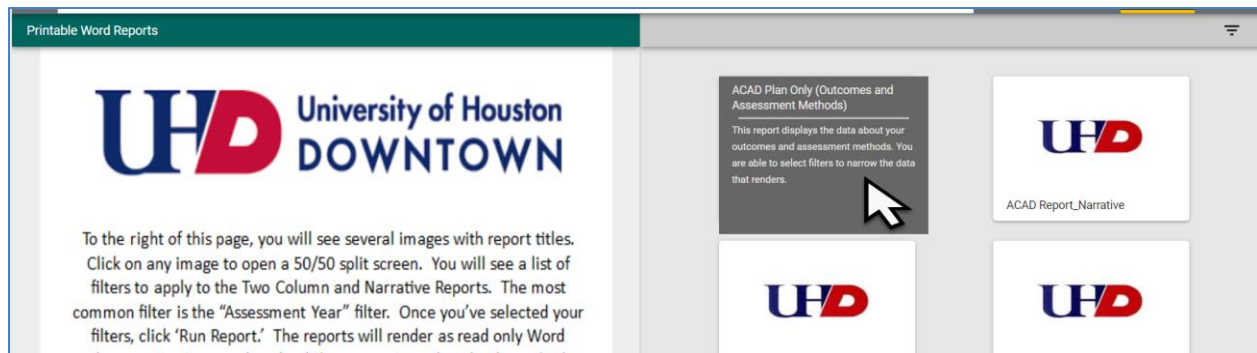 Printable Word Reports
UHD University of Houston
DOWNTOWN
To the right of this page, you will see several images with report titles.
Click on any image to open a 50/50 split screen. You will see a list of
filters to apply to the Two Column and Narrative Reports. The most
common filter is the “Assessment Year” filter. Once you’ve selected your
filters, click ‘Run Report.’ The reports will render as read only Word
ACAD Plan Only (Outcomes and
Assessment Methods)
This report displays the data about your
outcomes and assessment methods. You
are able to select filters to narrow the data
that renders.
UHD
ACAD Report_Narrative
UHD
UHD